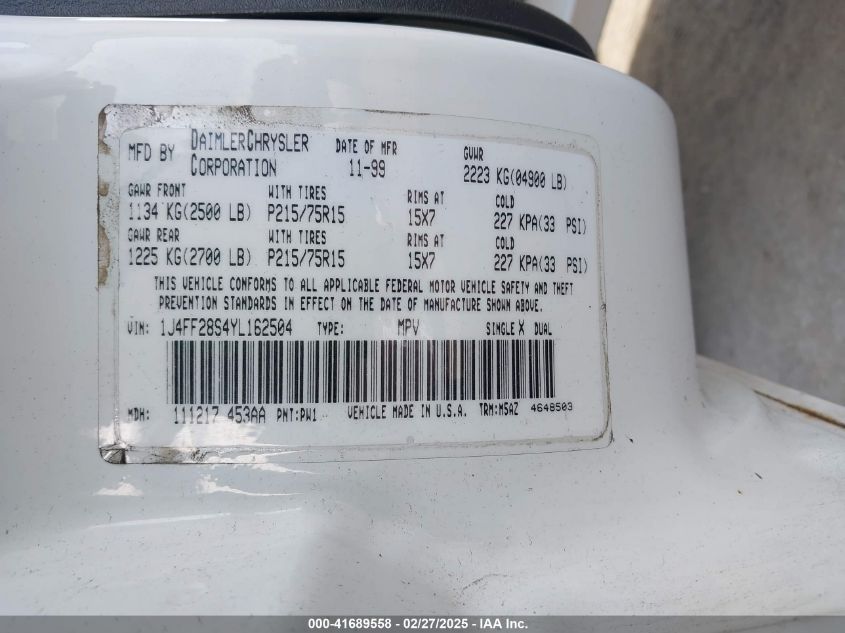 MFD BY DAIMLERCHRYSLER CORPORATION DATE OF MFR 11-99 GVWR 2223 KG(04900 LB)
GAWR FRONT WITH TIRES RIMS AT COLD
1134 KG(2500 LB) P215/75R15 15X7 227 KPA(33 PSI)
GAWR REAR WITH TIRES RIMS AT COLD
1225 KG(2700 LB) P215/75R15 15X7 227 KPA(33 PSI)
THIS VEHICLE CONFORMS TO ALL APPLICABLE FEDERAL MOTOR VEHICLE SAFETY AND THEFT
PREVENTION STANDARDS IN EFFECT ON THE DATE OF MANUFACTURE SHOWN ABOVE.
VIN: 1J4FF28S4YL162504 TYPE: MPV SINGLE X DUAL
MDH: 111217 453AA PNT:PW1 VEHICLE MADE IN U.S.A. TRM:M5AZ 4648503
000-41689558 - 02/27/2025 - IAA Inc.